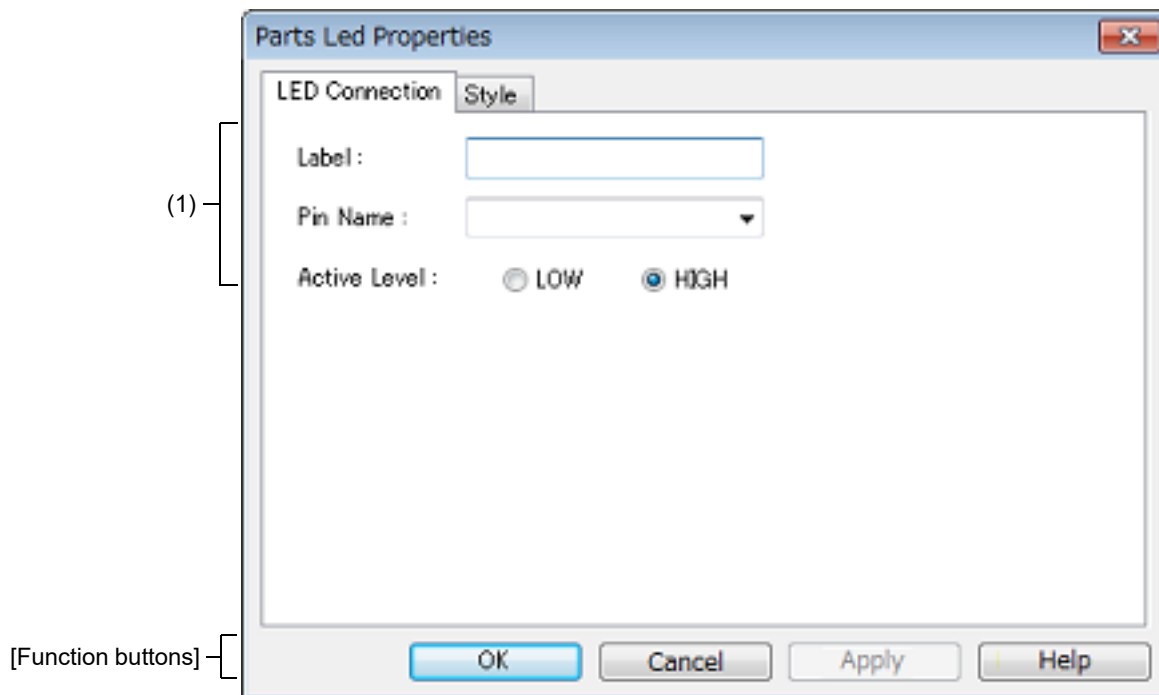 Parts Led Properties
LED Connection Style
Label :
(1)
Pin Name :
Active Level : LOW HIGH
[Function buttons] OK Cancel Apply Help